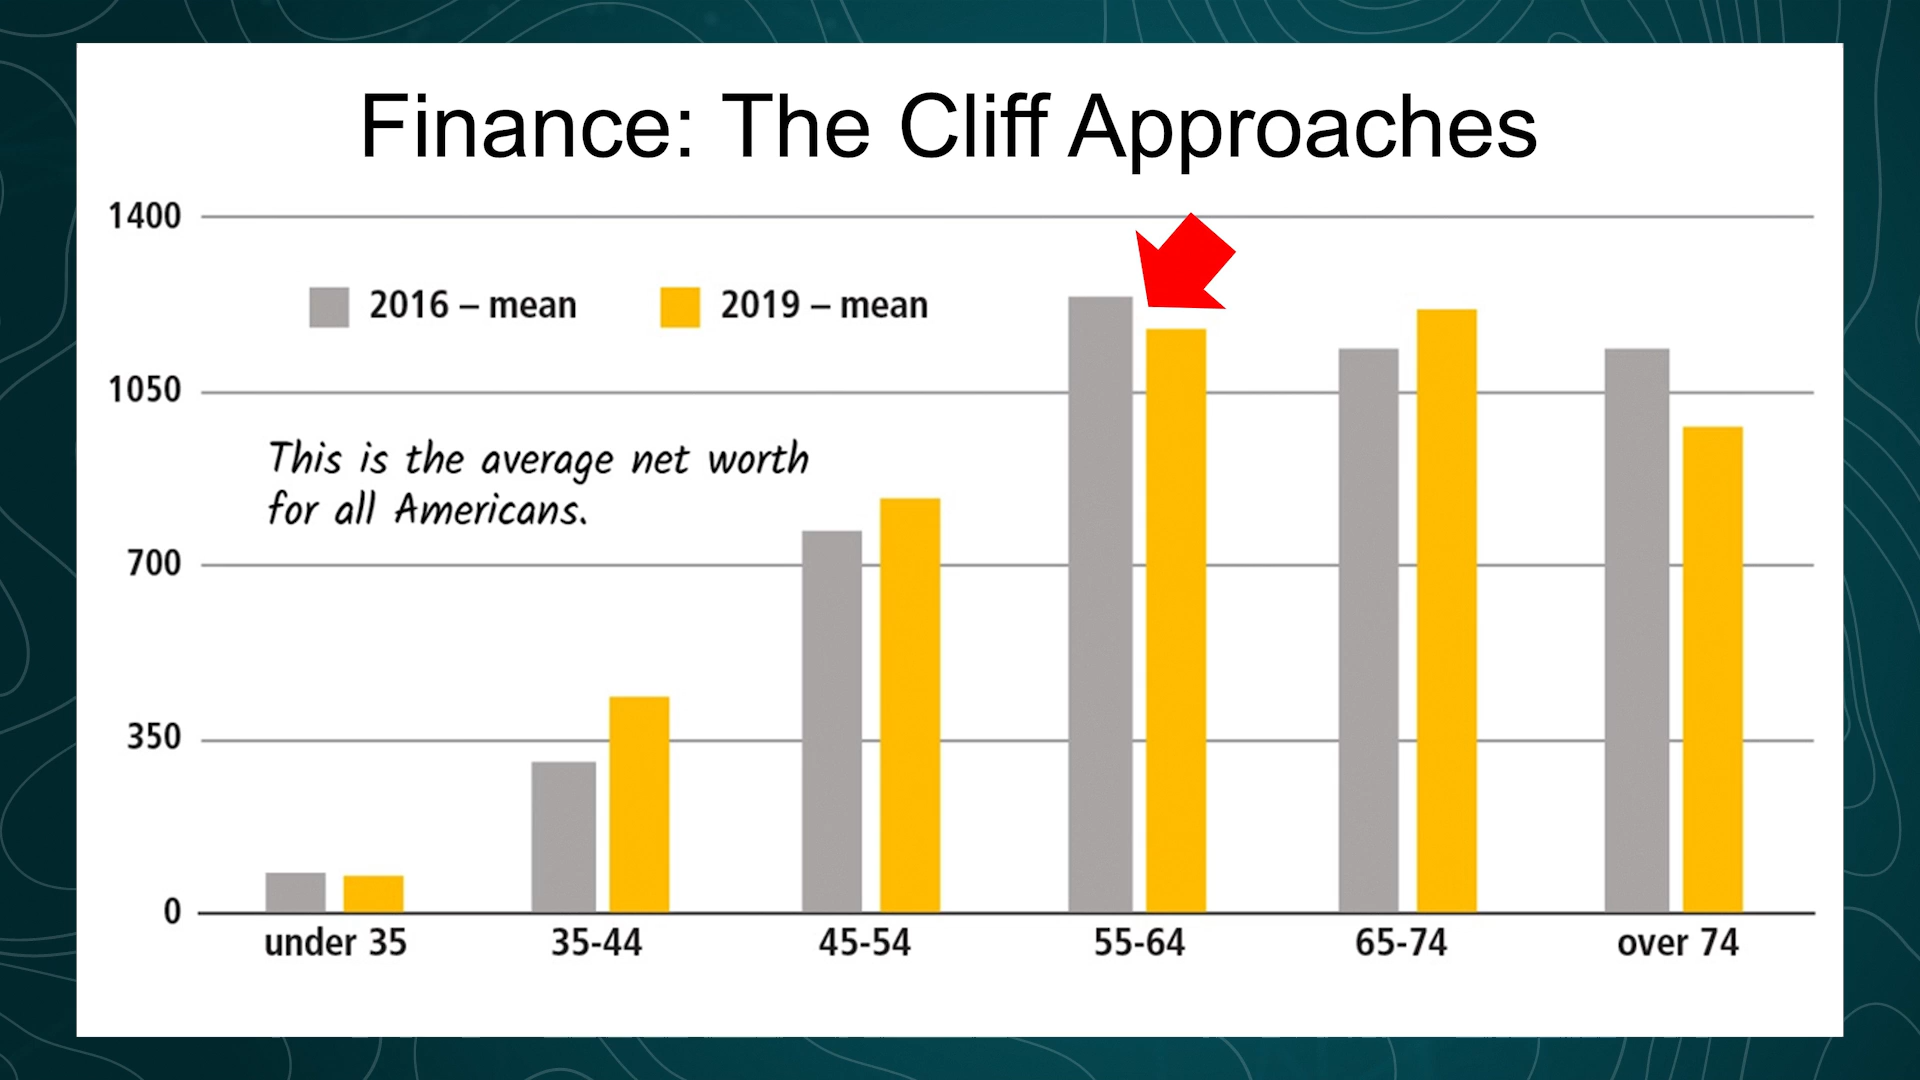 Finance: The Cliff Approaches
1400
2016 – mean
2019 – mean
1050
This is the average net worth
for all Americans.
700
350
0
under 35
35-44
45-54
55-64
65-74
over 74